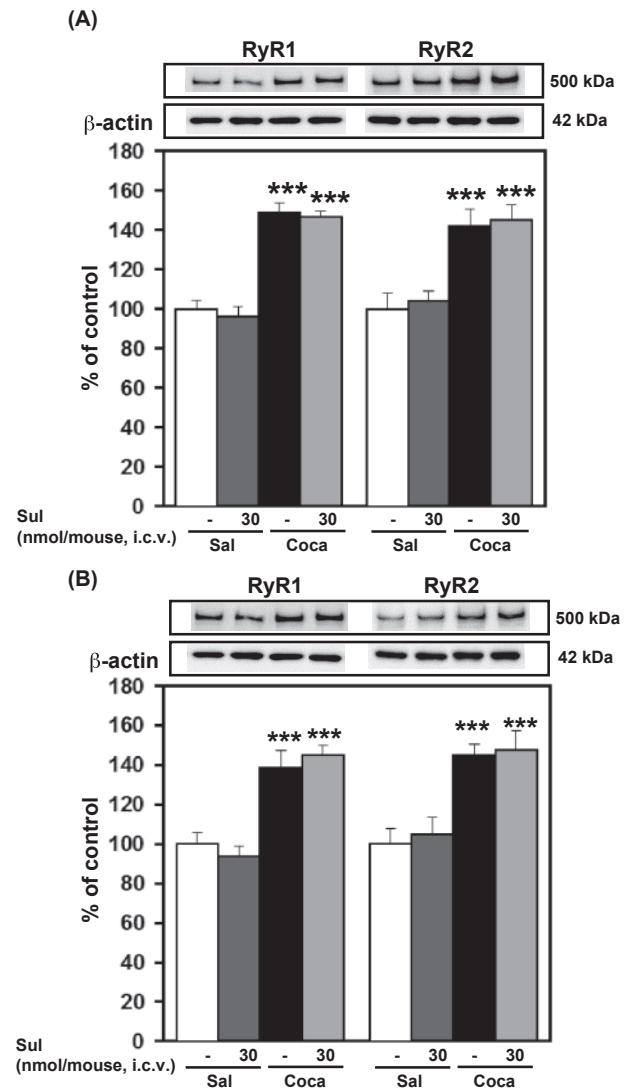 (A)
RyR1 RyR2
500 kDa
β-actin 42 kDa
180
160
140
120
100
80
60
40
20
0
% of control
*** *** *** ***
Sul - 30 - 30 - 30 - 30
(nmol/mouse, i.c.v.)
Sal Coca Sal Coca
(B)
RyR1 RyR2
500 kDa
β-actin 42 kDa
180
160
140
120
100
80
60
40
20
0
% of control
*** *** *** ***
Sul - 30 - 30 - 30 - 30
(nmol/mouse, i.c.v.)
Sal Coca Sal Coca